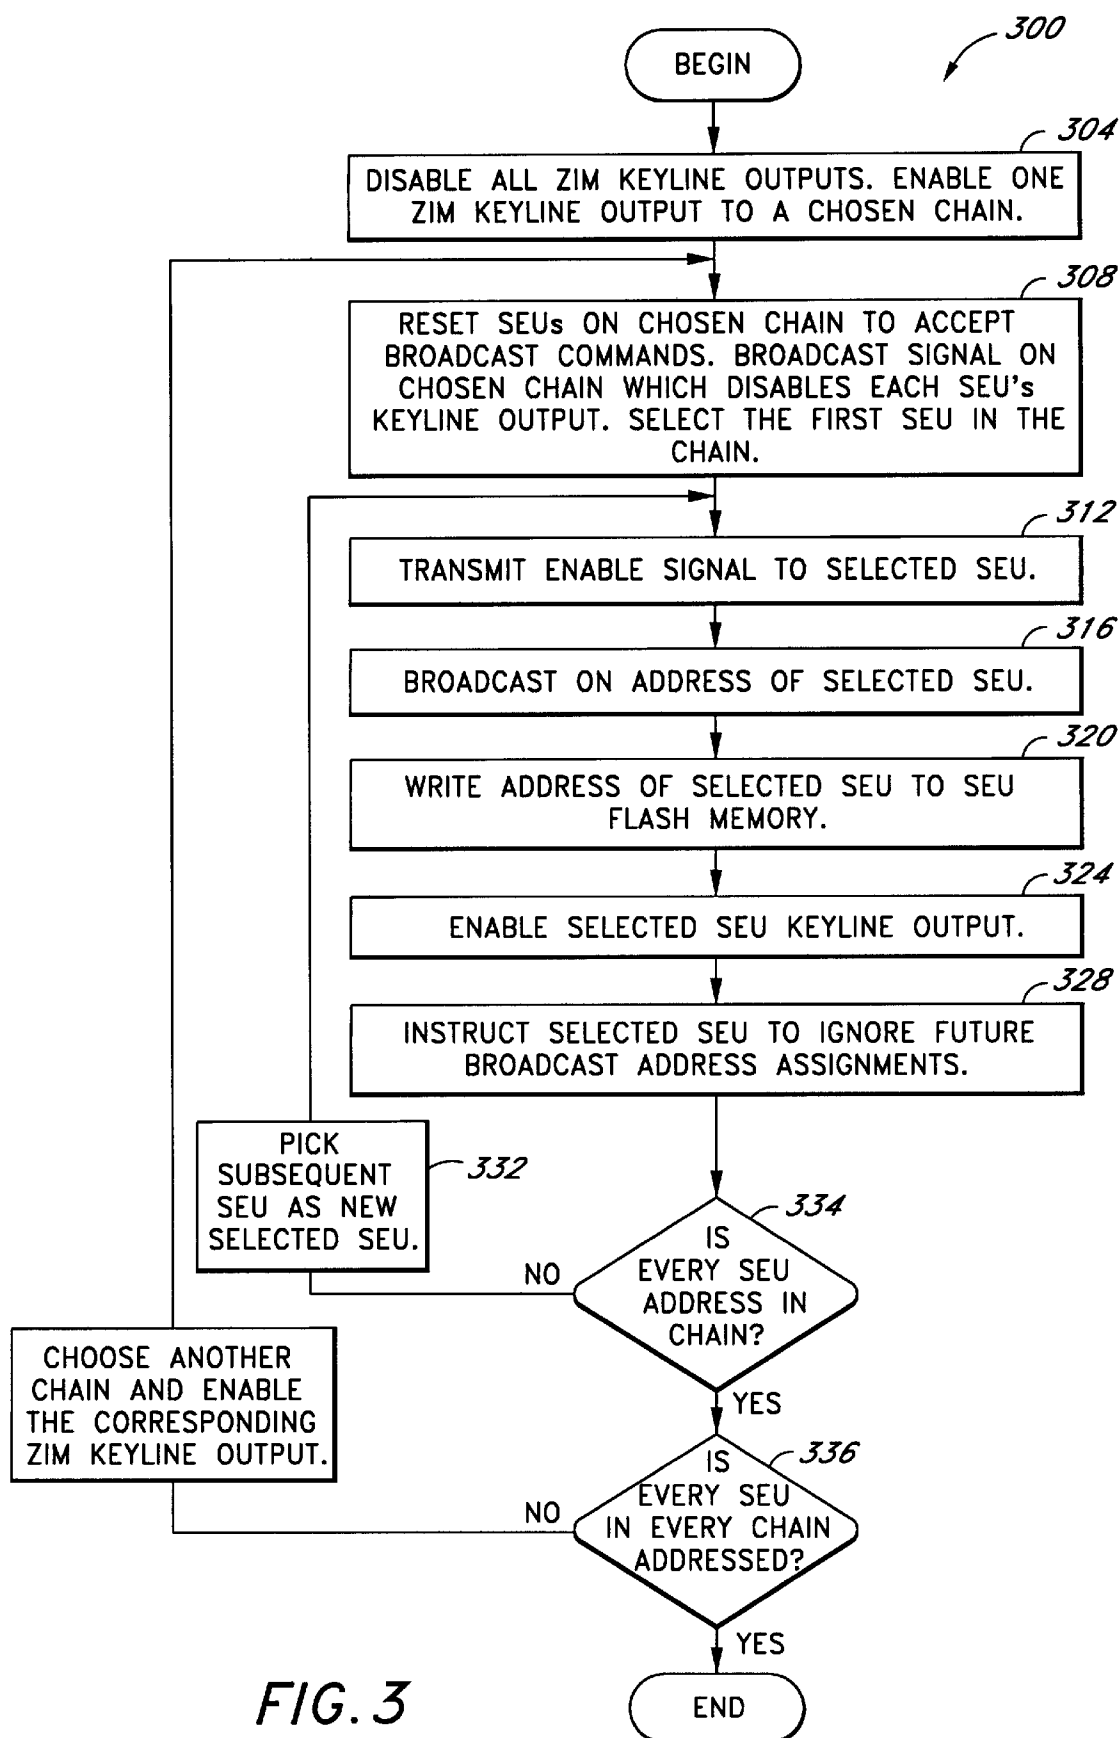 300
BEGIN
304
DISABLE ALL ZIM KEYLINE OUTPUTS. ENABLE ONE
ZIM KEYLINE OUTPUT TO A CHOSEN CHAIN.
308
RESET SEUs ON CHOSEN CHAIN TO ACCEPT
BROADCAST COMMANDS. BROADCAST SIGNAL ON
CHOSEN CHAIN WHICH DISABLES EACH SEU's
KEYLINE OUTPUT. SELECT THE FIRST SEU IN THE
CHAIN.
312
TRANSMIT ENABLE SIGNAL TO SELECTED SEU.
316
BROADCAST ON ADDRESS OF SELECTED SEU.
320
WRITE ADDRESS OF SELECTED SEU TO SEU
FLASH MEMORY.
324
ENABLE SELECTED SEU KEYLINE OUTPUT.
328
INSTRUCT SELECTED SEU TO IGNORE FUTURE
BROADCAST ADDRESS ASSIGNMENTS.
PICK
SUBSEQUENT
SEU AS NEW
SELECTED SEU.
332
334
IS
EVERY SEU
ADDRESS IN
CHAIN?
NO
YES
CHOOSE ANOTHER
CHAIN AND ENABLE
THE CORRESPONDING
ZIM KEYLINE OUTPUT.
336
IS
EVERY SEU
IN EVERY CHAIN
ADDRESSED?
NO
YES
END
FIG. 3